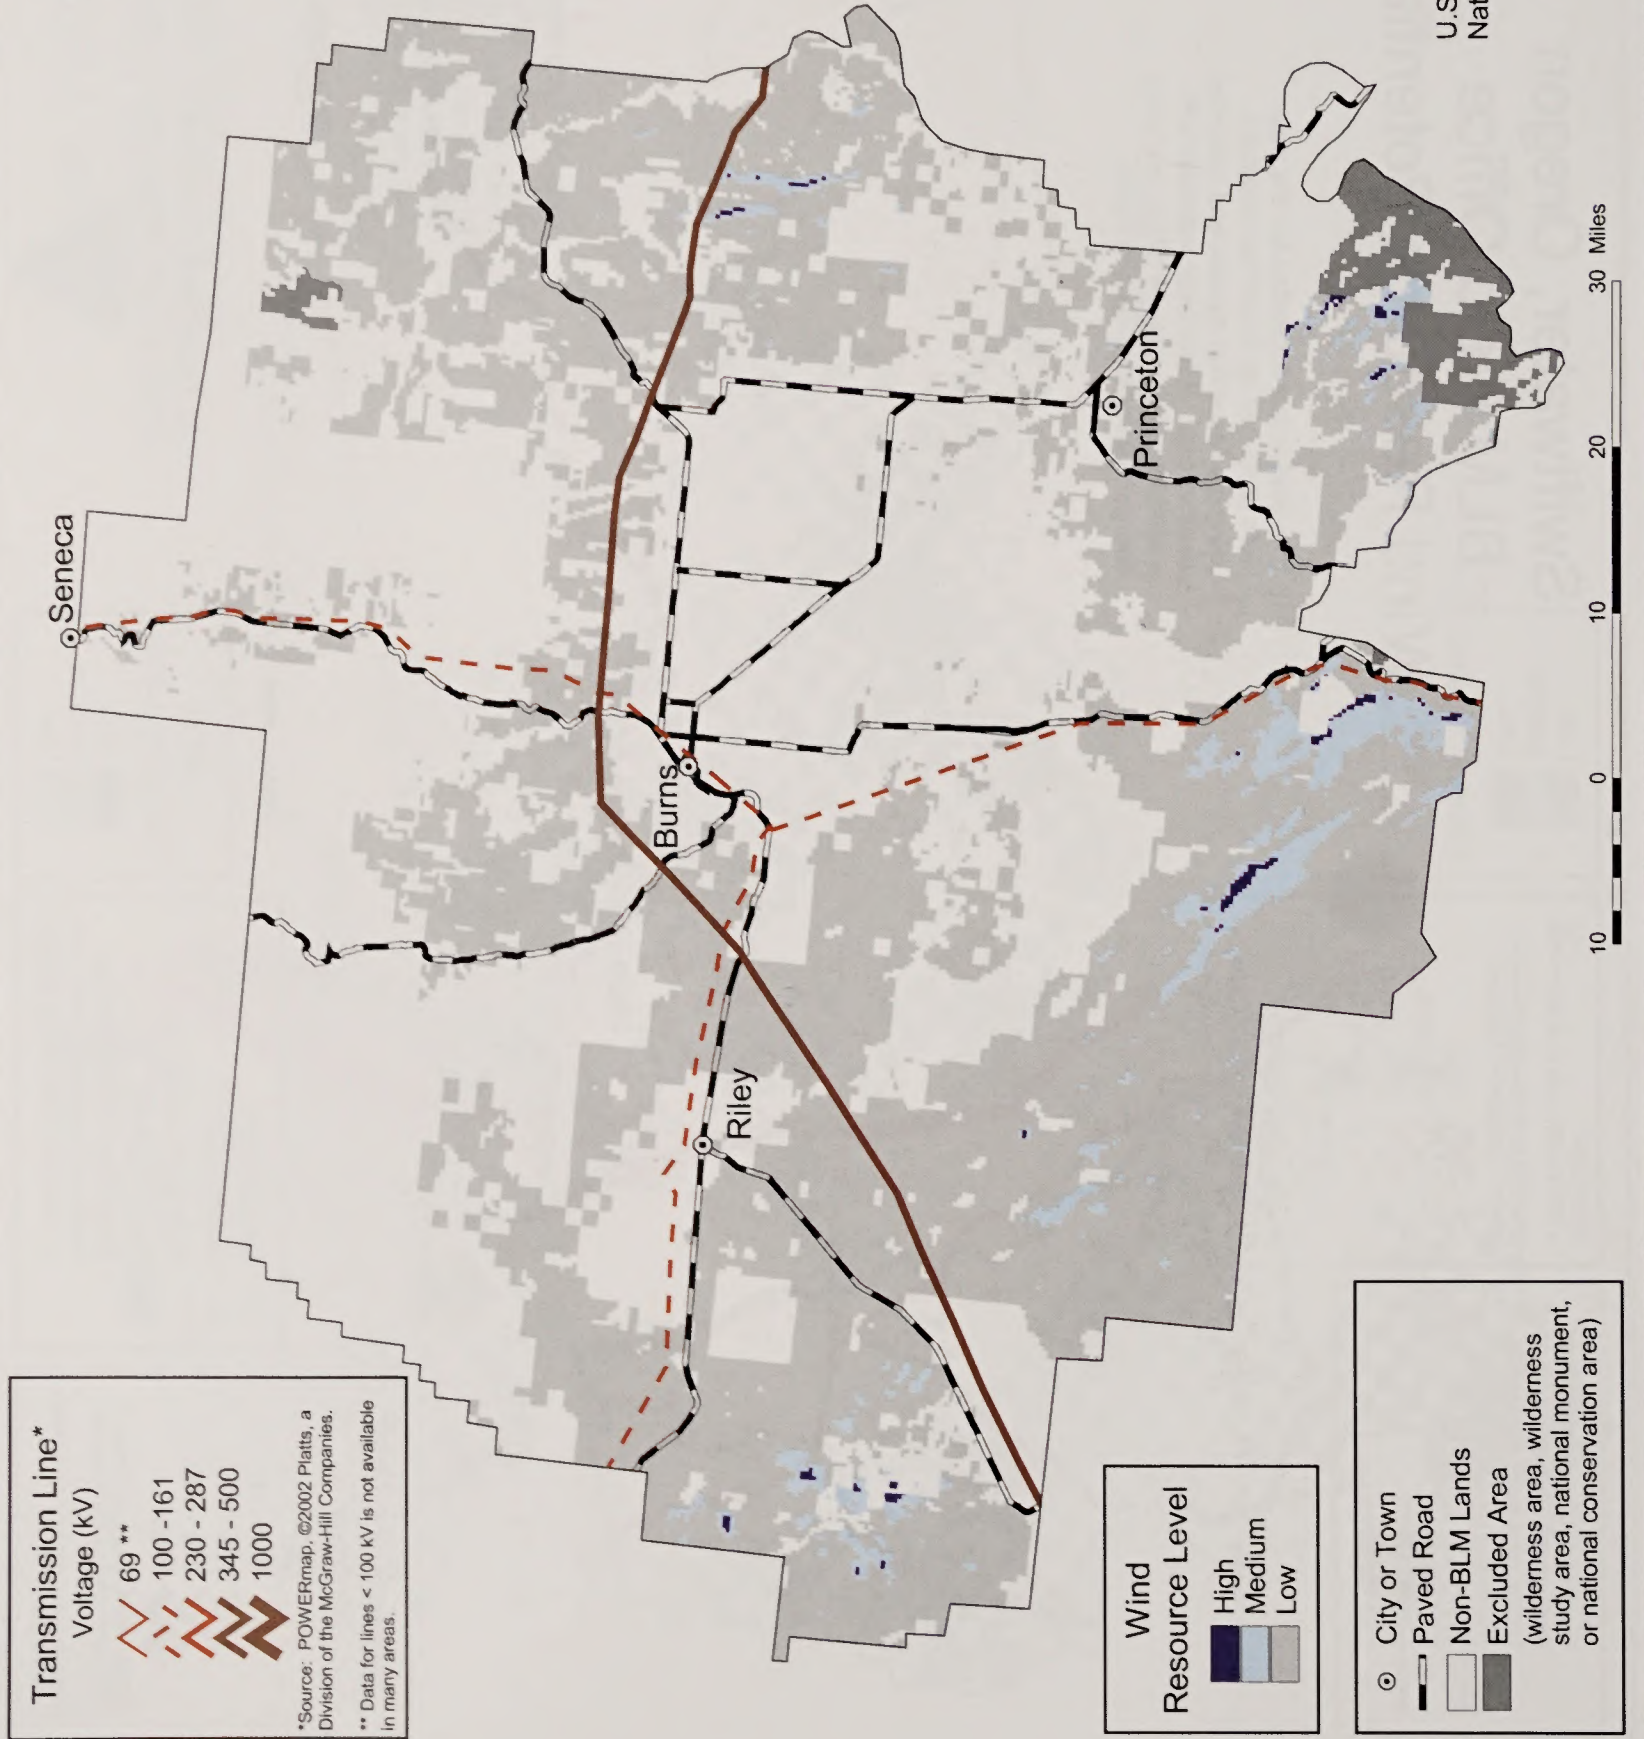 Transmission Line*
Voltage (kV)
69 **
100 -161
230 - 287
345 - 500
1000
*Source: POWERmap, ©2002 Platts, a
Division of the McGraw-Hill Companies.
** Data for lines < 100 kV is not available
in many areas.
Seneca
Burns
Riley
Princeton
Wind
Resource Level
High
Medium
Low
City or Town
Paved Road
Non-BLM Lands
Excluded Area
(wilderness area, wilderness
study area, national monument,
or national conservation area)
10 0 10 20 30 Miles
U.S
Nat